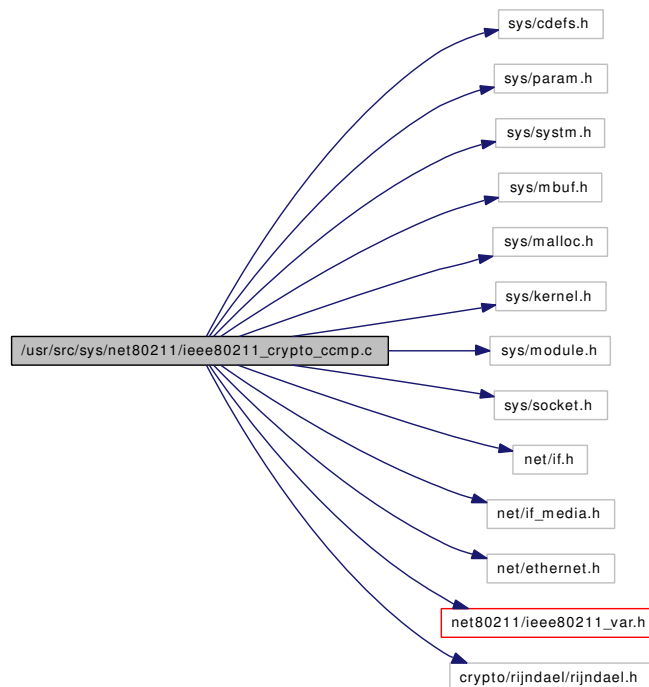 sys/cdefs.h
sys/param.h
sys/systm.h
sys/mbuf.h
sys/malloc.h
sys/kernel.h
/usr/src/sys/net80211/ieee80211_crypto_ccmp.c
sys/module.h
sys/socket.h
net/if.h
net/if_media.h
net/ethernet.h
net80211/ieee80211_var.h
crypto/rijndael/rijndael.h